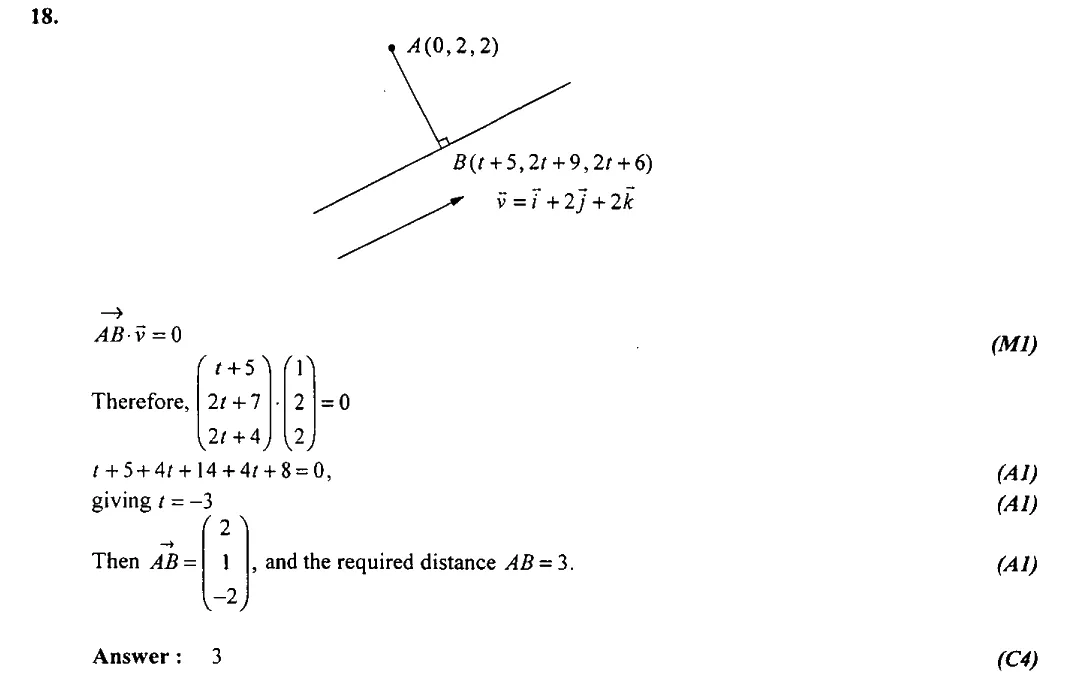 18.
A(0, 2, 2)
B(t + 5, 2t + 9, 2t + 6)
v⃗ = i⃗ + 2j⃗ + 2k⃗
AB⃗ · v⃗ = 0 (M1)
Therefore, (t + 5, 2t + 7, 2t + 4) · (1, 2, 2) = 0
t + 5 + 4t + 14 + 4t + 8 = 0, (A1)
giving t = −3 (A1)
Then AB⃗ = (2, 1, −2), and the required distance AB = 3. (A1)
Answer : 3 (C4)